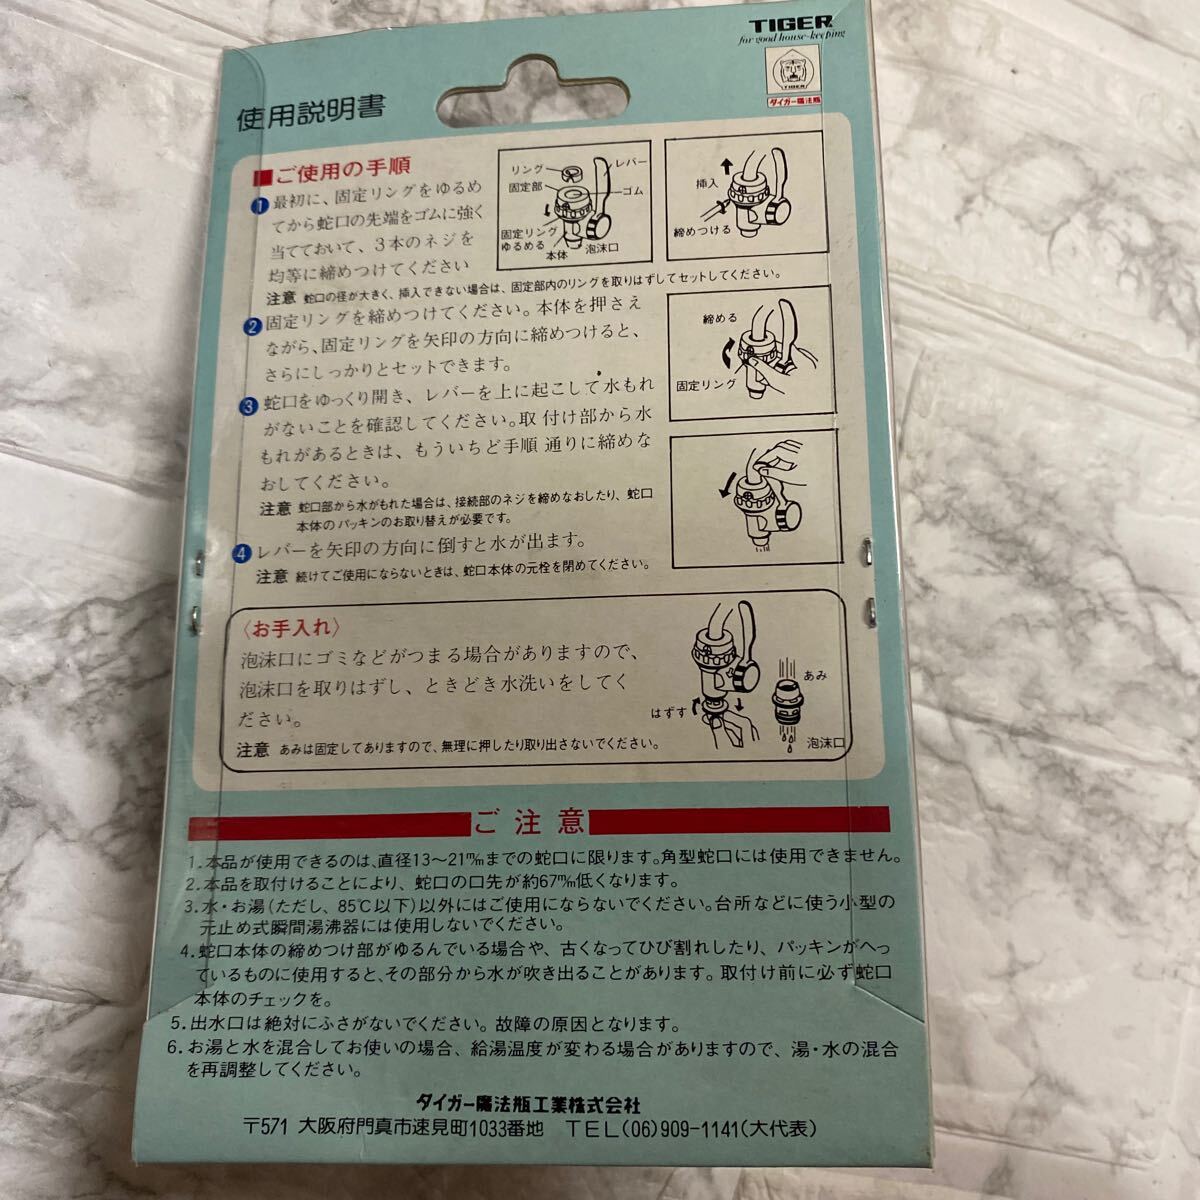 TIGER
for good house-keeping
TIGER
タイガー魔法瓶
使用説明書
■ご使用の手順
1 最初に、固定リングをゆるめ
てから蛇口の先端をゴムに強く
当てておいて、3本のネジを
均等に締めつけてください
注意 蛇口の径が大きく、挿入できない場合は、固定部内のリングを取りはずしてセットしてください。
リング
レバー
固定部
ゴム
固定リング
ゆるめる
本体
泡沫口
挿入
締めつける
2 固定リングを締めつけてください。本体を押さえ
ながら、固定リングを矢印の方向に締めつけると、
さらにしっかりとセットできます。
締める
固定リング
3 蛇口をゆっくり開き、レバーを上に起こして水もれ
がないことを確認してください。取付け部から水
もれがあるときは、もういちど手順通りに締めな
おしてください。
注意 蛇口部から水がもれた場合は、接続部のネジを締めなおしたり、蛇口
本体のパッキンのお取り替えが必要です。
4 レバーを矢印の方向に倒すと水が出ます。
注意 続けてご使用にならないときは、蛇口本体の元栓を閉めてください。
〈お手入れ〉
泡沫口にゴミなどがつまる場合がありますので、
泡沫口を取りはずし、ときどき水洗いをしてく
ださい。
注意 あみは固定してありますので、無理に押したり取り出さないでください。
はずす
あみ
泡沫口
ご注意
1.本品が使用できるのは、直径13〜21㎜までの蛇口に限ります。角型蛇口には使用できません。
2.本品を取付けることにより、蛇口の口先が約67㎜低くなります。
3.水・お湯(ただし、85℃以下)以外にはご使用にならないでください。台所などに使う小型の
元止め式瞬間湯沸器には使用しないでください。
4.蛇口本体の締めつけ部がゆるんでいる場合や、古くなってひび割れしたり、パッキンがへっ
ているものに使用すると、その部分から水が吹き出ることがあります。取付け前に必ず蛇口
本体のチェックを。
5.出水口は絶対にふさがないでください。故障の原因となります。
6.お湯と水を混合してお使いの場合、給湯温度が変わる場合がありますので、湯・水の混合
を再調整してください。
タイガー魔法瓶工業株式会社
〒571 大阪府門真市速見町1033番地 TEL(06)909-1141(大代表)